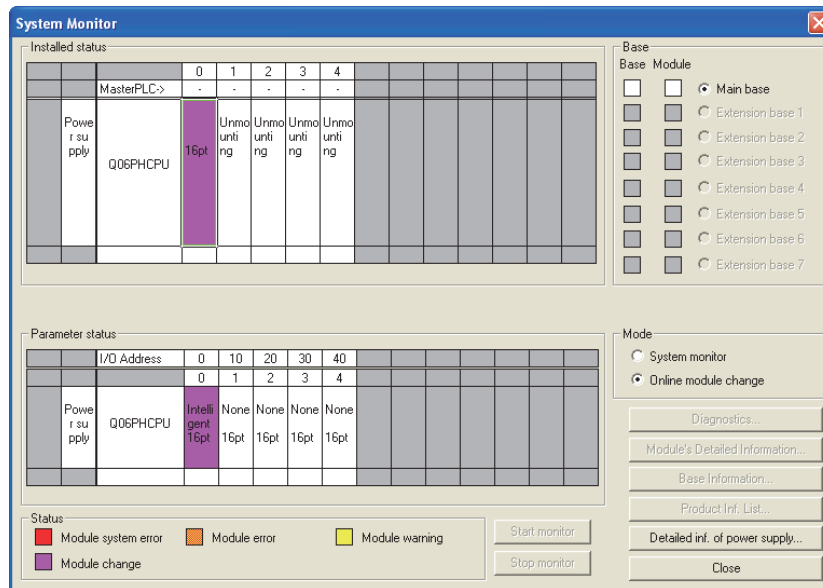 System Monitor
Installed status
0 1 2 3 4
MasterPLC-> - - - - -
Powe
r su
pply
Q06PHCPU
16pt
Unmo
unti
ng
Unmo
unti
ng
Unmo
unti
ng
Unmo
unti
ng
Base
Base Module
Main base
Extension base 1
Extension base 2
Extension base 3
Extension base 4
Extension base 5
Extension base 6
Extension base 7
Parameter status
I/O Address 0 10 20 30 40
0 1 2 3 4
Powe
r su
pply
Q06PHCPU
Intelli
gent
16pt
None
16pt
None
16pt
None
16pt
None
16pt
Mode
System monitor
Online module change
Diagnostics...
Module's Detailed Information...
Base Information...
Product Inf. List...
Detailed inf. of power supply...
Close
Status
Module system error
Module error
Module warning
Module change
Start monitor
Stop monitor